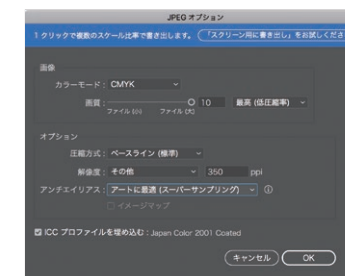 JPEG オプション
1 クリックで複数のスケール比率で書き出します。 「スクリーン用に書き出し」をお試しくださ
画像
カラーモード: CMYK
画質: 10 最高 (低圧縮率)
ファイル (小) ファイル (大)
オプション
圧縮方式: ベースライン (標準)
解像度: その他 350 ppi
アンチエイリアス: アートに最適 (スーパーサンプリング)
イメージマップ
ICC プロファイルを埋め込む: Japan Color 2001 Coated
キャンセル OK